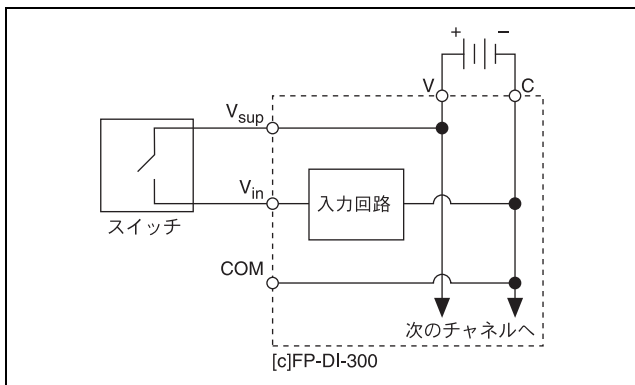 + −
V C
Vsup
Vin
入力回路
スイッチ
COM
次のチャネルへ
[c]FP-DI-300